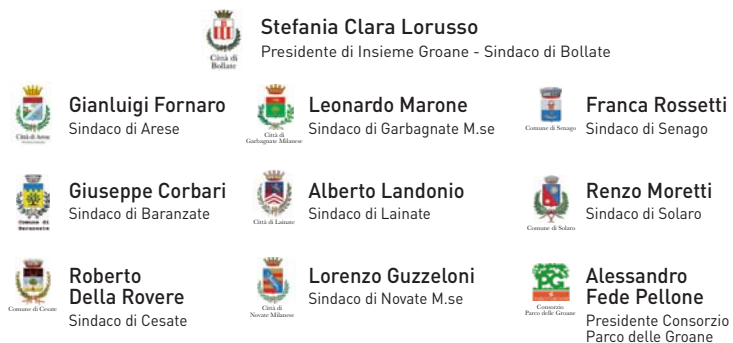 Stefania Clara Lorusso
Presidente di Insieme Groane - Sindaco di Bollate
Città di
Bollate
Gianluigi Fornaro
Sindaco di Arese
Città di Arese
Leonardo Marone
Sindaco di Garbagnate M.se
Città di
Garbagnate Milanese
Franca Rossetti
Sindaco di Senago
Comune di Senago
Giuseppe Corbari
Sindaco di Baranzate
Comune di
Baranzate
Alberto Landonio
Sindaco di Lainate
Città di Lainate
Renzo Moretti
Sindaco di Solaro
Comune di Solaro
Roberto
Della Rovere
Sindaco di Cesate
Comune di Cesate
Lorenzo Guzzeloni
Sindaco di Novate M.se
Città di
Novate Milanese
Alessandro
Fede Pellone
Presidente Consorzio
Parco delle Groane
PG
Consorzio
Parco delle Groane